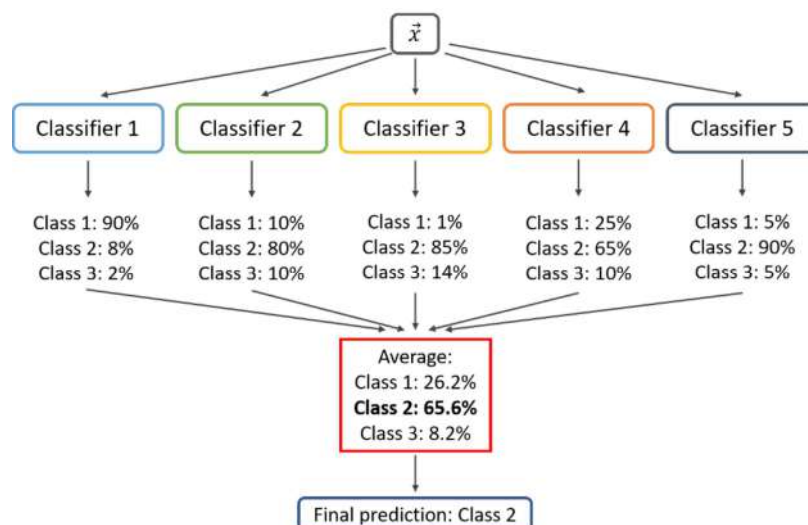 x⃗
Classifier 1
Classifier 2
Classifier 3
Classifier 4
Classifier 5
Class 1: 90%
Class 2: 8%
Class 3: 2%
Class 1: 10%
Class 2: 80%
Class 3: 10%
Class 1: 1%
Class 2: 85%
Class 3: 14%
Class 1: 25%
Class 2: 65%
Class 3: 10%
Class 1: 5%
Class 2: 90%
Class 3: 5%
Average:
Class 1: 26.2%
Class 2: 65.6%
Class 3: 8.2%
Final prediction: Class 2